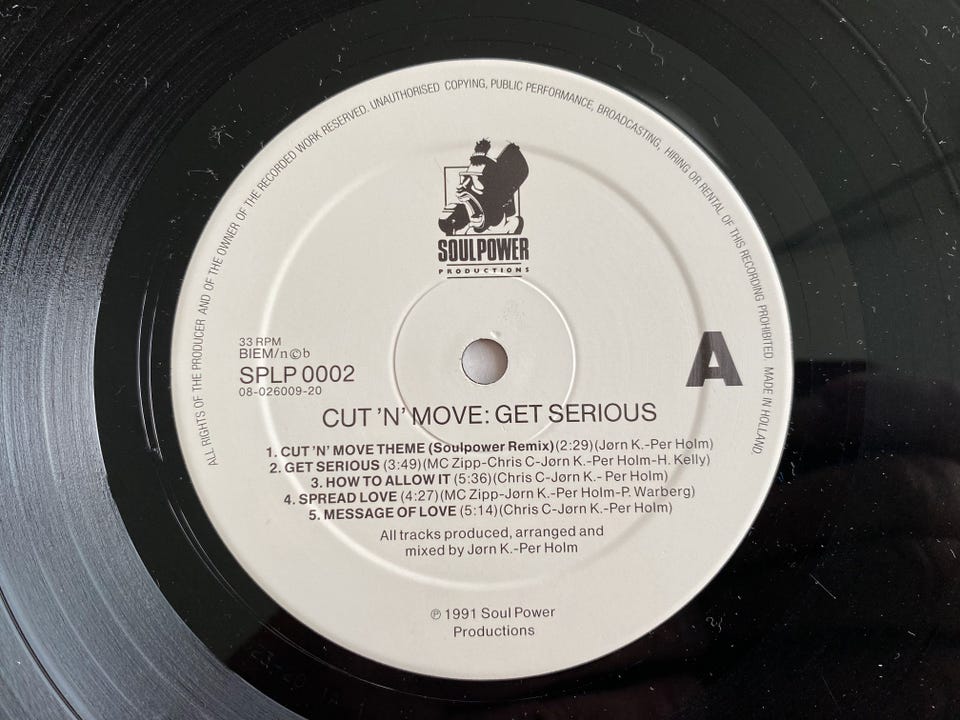 ALL RIGHTS OF THE PRODUCER AND OF THE OWNER OF THE RECORDED WORK RESERVED. UNAUTHORISED COPYING, PUBLIC PERFORMANCE, BROADCASTING, HIRING OR RENTAL OF THIS RECORDING PROHIBITED. MADE IN HOLLAND.
SOULPOWER
PRODUCTIONS
33 RPM
BIEM/n©b
SPLP 0002
08-026009-20
A
CUT 'N' MOVE: GET SERIOUS
1. CUT 'N' MOVE THEME (Soulpower Remix) (2:29) (Jørn K.-Per Holm)
2. GET SERIOUS (3:49) (MC Zipp-Chris C-Jørn K.-Per Holm-H. Kelly)
3. HOW TO ALLOW IT (5:36) (Chris C-Jørn K.-Per Holm)
4. SPREAD LOVE (4:27) (MC Zipp-Jørn K.-Per Holm-P. Warberg)
5. MESSAGE OF LOVE (5:14) (Chris C-Jørn K.-Per Holm)
All tracks produced, arranged and
mixed by Jørn K.-Per Holm
℗ 1991 Soul Power
Productions